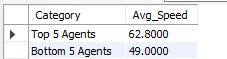 Category Avg_Speed
Top 5 Agents 62.8000
Bottom 5 Agents 49.0000